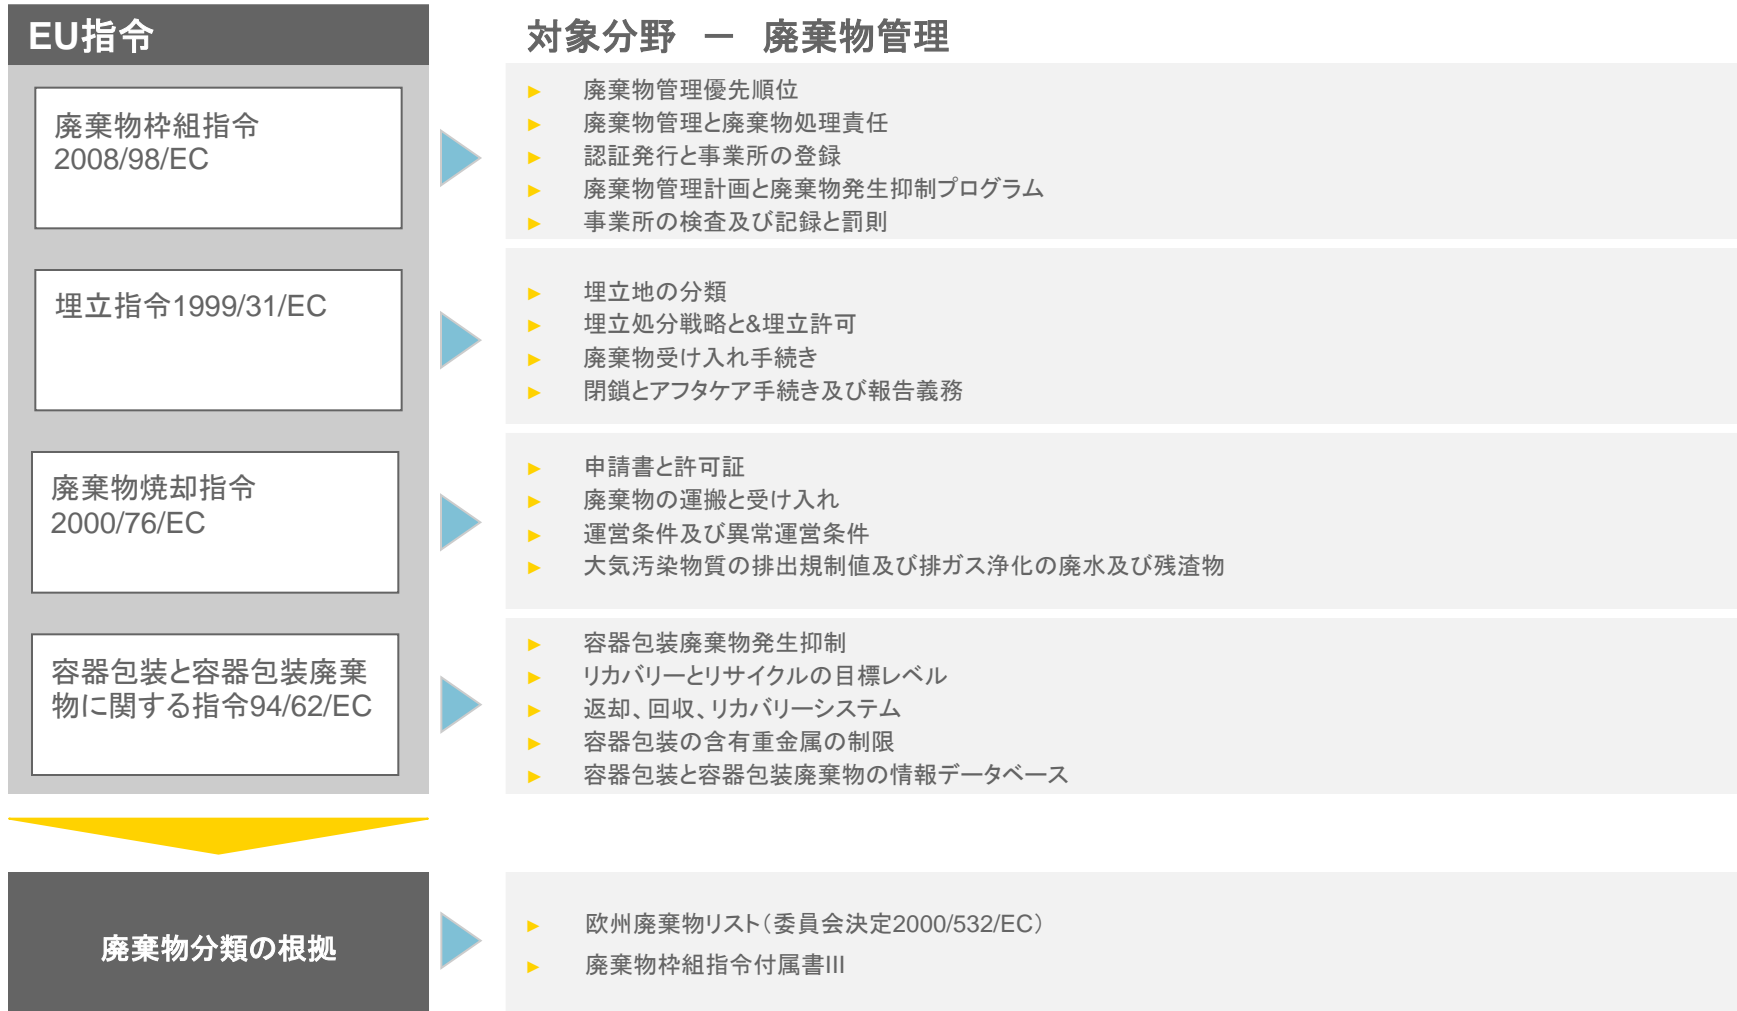 EU指令
対象分野 － 廃棄物管理
廃棄物枠組指令
2008/98/EC
► 廃棄物管理優先順位
► 廃棄物管理と廃棄物処理責任
► 認証発行と事業所の登録
► 廃棄物管理計画と廃棄物発生抑制プログラム
► 事業所の検査及び記録と罰則
埋立指令1999/31/EC
► 埋立地の分類
► 埋立処分戦略と&埋立許可
► 廃棄物受け入れ手続き
► 閉鎖とアフタケア手続き及び報告義務
廃棄物焼却指令
2000/76/EC
► 申請書と許可証
► 廃棄物の運搬と受け入れ
► 運営条件及び異常運営条件
► 大気汚染物質の排出規制値及び排ガス浄化の廃水及び残渣物
容器包装と容器包装廃棄
物に関する指令94/62/EC
► 容器包装廃棄物発生抑制
► リカバリーとリサイクルの目標レベル
► 返却、回収、リカバリーシステム
► 容器包装の含有重金属の制限
► 容器包装と容器包装廃棄物の情報データベース
廃棄物分類の根拠
► 欧州廃棄物リスト（委員会決定2000/532/EC）
► 廃棄物枠組指令付属書III